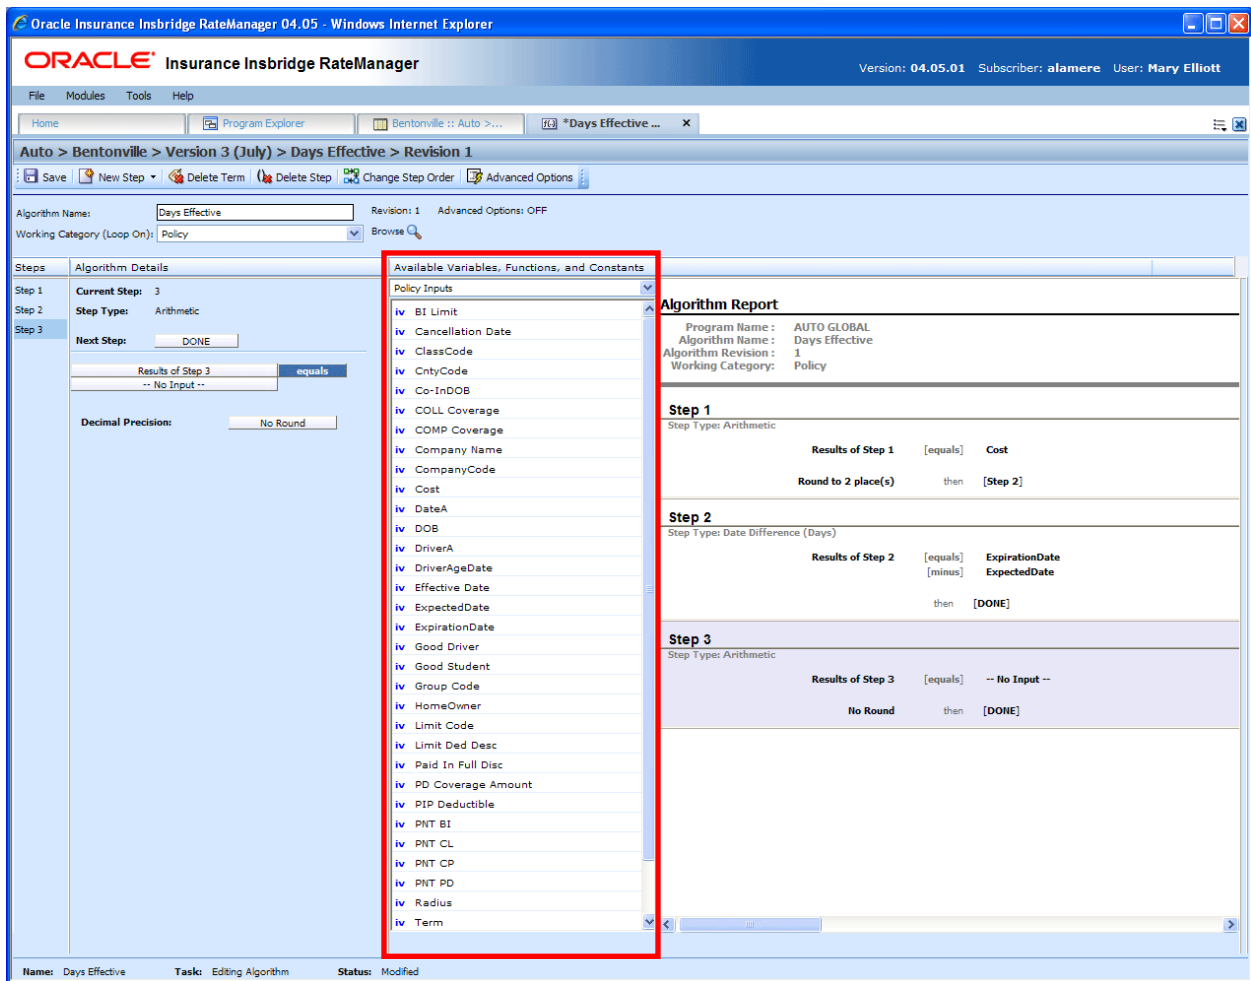 Oracle Insurance Insbridge RateManager 04.05 - Windows Internet Explorer
ORACLE Insurance Insbridge RateManager
Version: 04.05.01 Subscriber: alamere User: Mary Elliott
File Modules Tools Help
Home Program Explorer Bentonville :: Auto >... f(x) *Days Effective ... X
Auto > Bentonville > Version 3 (July) > Days Effective > Revision 1
Save New Step Delete Term Delete Step Change Step Order Advanced Options
Algorithm Name: Days Effective Revision: 1 Advanced Options: OFF
Working Category (Loop On): Policy Browse
Steps Algorithm Details Available Variables, Functions, and Constants
Step 1
Step 2
Step 3
Current Step: 3
Step Type: Arithmetic
Next Step: DONE
Results of Step 3 equals
-- No Input --
Decimal Precision: No Round
Policy Inputs
iv BI Limit
iv Cancellation Date
iv ClassCode
iv CntyCode
iv Co-InDOB
iv COLL Coverage
iv COMP Coverage
iv Company Name
iv CompanyCode
iv Cost
iv DateA
iv DOB
iv DriverA
iv DriverAgeDate
iv Effective Date
iv ExpectedDate
iv ExpirationDate
iv Good Driver
iv Good Student
iv Group Code
iv HomeOwner
iv Limit Code
iv Limit Ded Desc
iv Paid In Full Disc
iv PD Coverage Amount
iv PIP Deductible
iv PNT BI
iv PNT CL
iv PNT CP
iv PNT PD
iv Radius
iv Term
Algorithm Report
Program Name : AUTO GLOBAL
Algorithm Name : Days Effective
Algorithm Revision : 1
Working Category: Policy
Step 1
Step Type: Arithmetic
Results of Step 1 [equals] Cost
Round to 2 place(s) then [Step 2]
Step 2
Step Type: Date Difference (Days)
Results of Step 2 [equals] ExpirationDate
[minus] ExpectedDate
then [DONE]
Step 3
Step Type: Arithmetic
Results of Step 3 [equals] -- No Input --
No Round then [DONE]
Name: Days Effective Task: Editing Algorithm Status: Modified